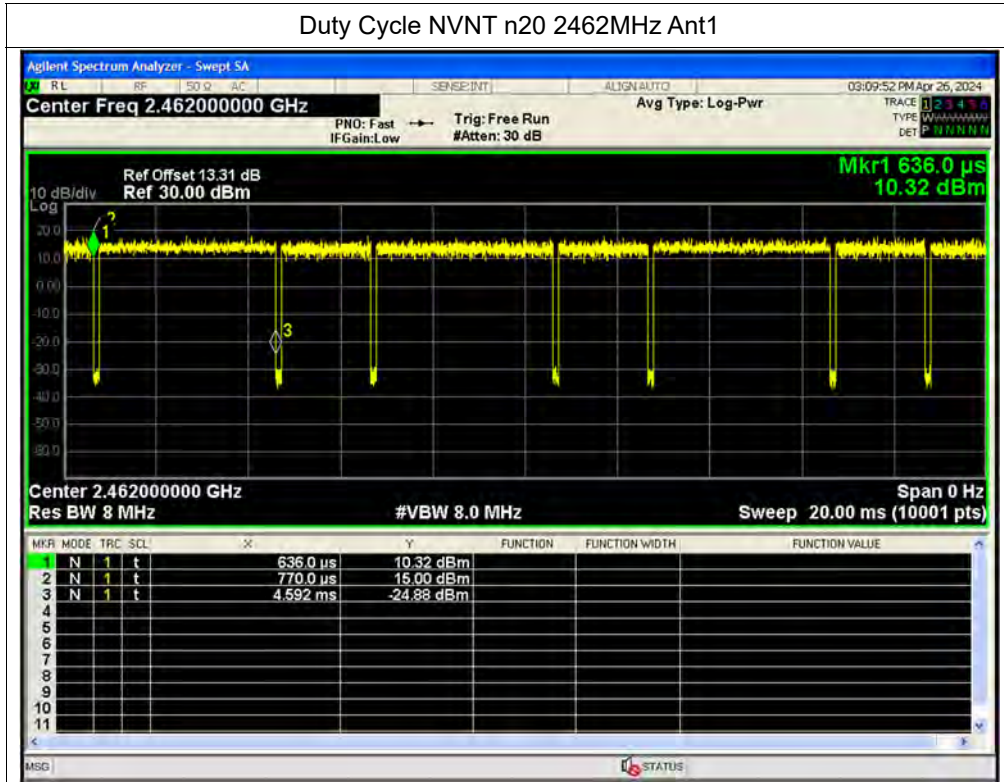 Duty Cycle NVNT n20 2462MHz Ant1
Agilent Spectrum Analyzer - Swept SA
RL RF 50 Ω AC SENSE:INT ALIGN AUTO 03:09:52 PM Apr 26, 2024
Center Freq 2.462000000 GHz Avg Type: Log-Pwr TRACE 1 2 3 4 5 6
PNO: Fast Trig: Free Run TYPE W
IFGain:Low #Atten: 30 dB DET P N N N N N
Mkr1 636.0 µs
Ref Offset 13.31 dB
10 dB/div Ref 30.00 dBm 10.32 dBm
Log
20.0
2
1
10.0
0.00
-10.0
-20.0
3
-30.0
-40.0
-50.0
-60.0
Center 2.462000000 GHz Span 0 Hz
Res BW 8 MHz #VBW 8.0 MHz Sweep 20.00 ms (10001 pts)
MKR MODE TRC SCL X Y FUNCTION FUNCTION WIDTH FUNCTION VALUE
1 N 1 t 636.0 µs 10.32 dBm
2 N 1 t 770.0 µs 15.00 dBm
3 N 1 t 4.592 ms -24.88 dBm
4
5
6
7
8
9
10
11
MSG STATUS